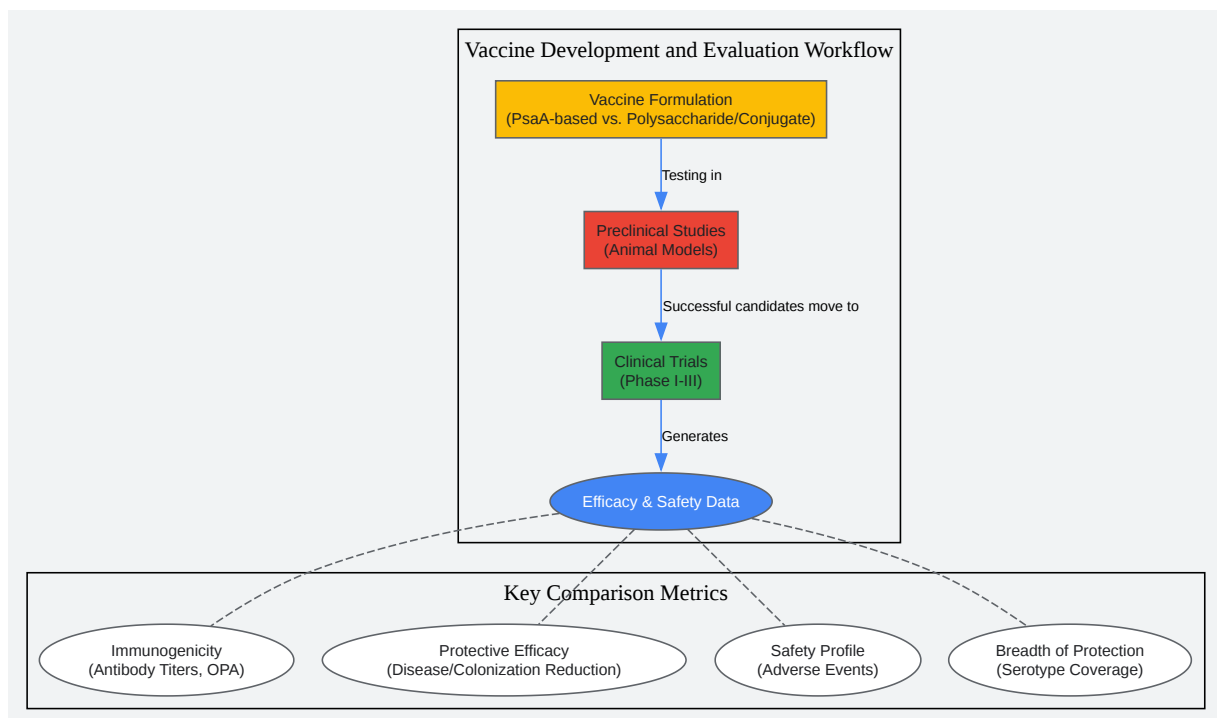 Vaccine Development and Evaluation Workflow
Vaccine Formulation
(PsaA-based vs. Polysaccharide/Conjugate)
Testing in
Preclinical Studies
(Animal Models)
Successful candidates move to
Clinical Trials
(Phase I-III)
Generates
Efficacy & Safety Data
Key Comparison Metrics
Immunogenicity
(Antibody Titers, OPA)
Protective Efficacy
(Disease/Colonization Reduction)
Safety Profile
(Adverse Events)
Breadth of Protection
(Serotype Coverage)